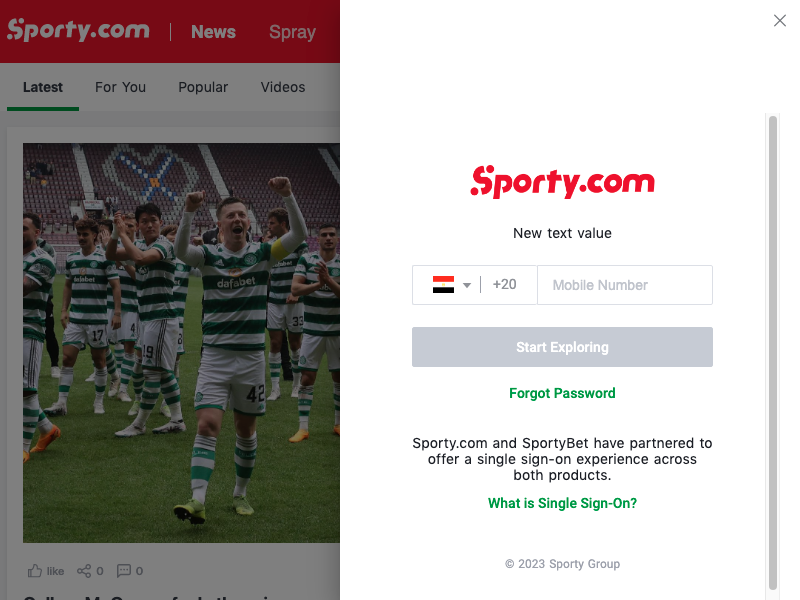 Sporty.com
News
Spray
Latest
For You
Popular
Videos
dafabet
dafabet
17
4
19
33
42
like
0
0
Sporty.com
New text value
+20
Mobile Number
Start Exploring
Forgot Password
Sporty.com and SportyBet have partnered to
offer a single sign-on experience across
both products.
What is Single Sign-On?
© 2023 Sporty Group